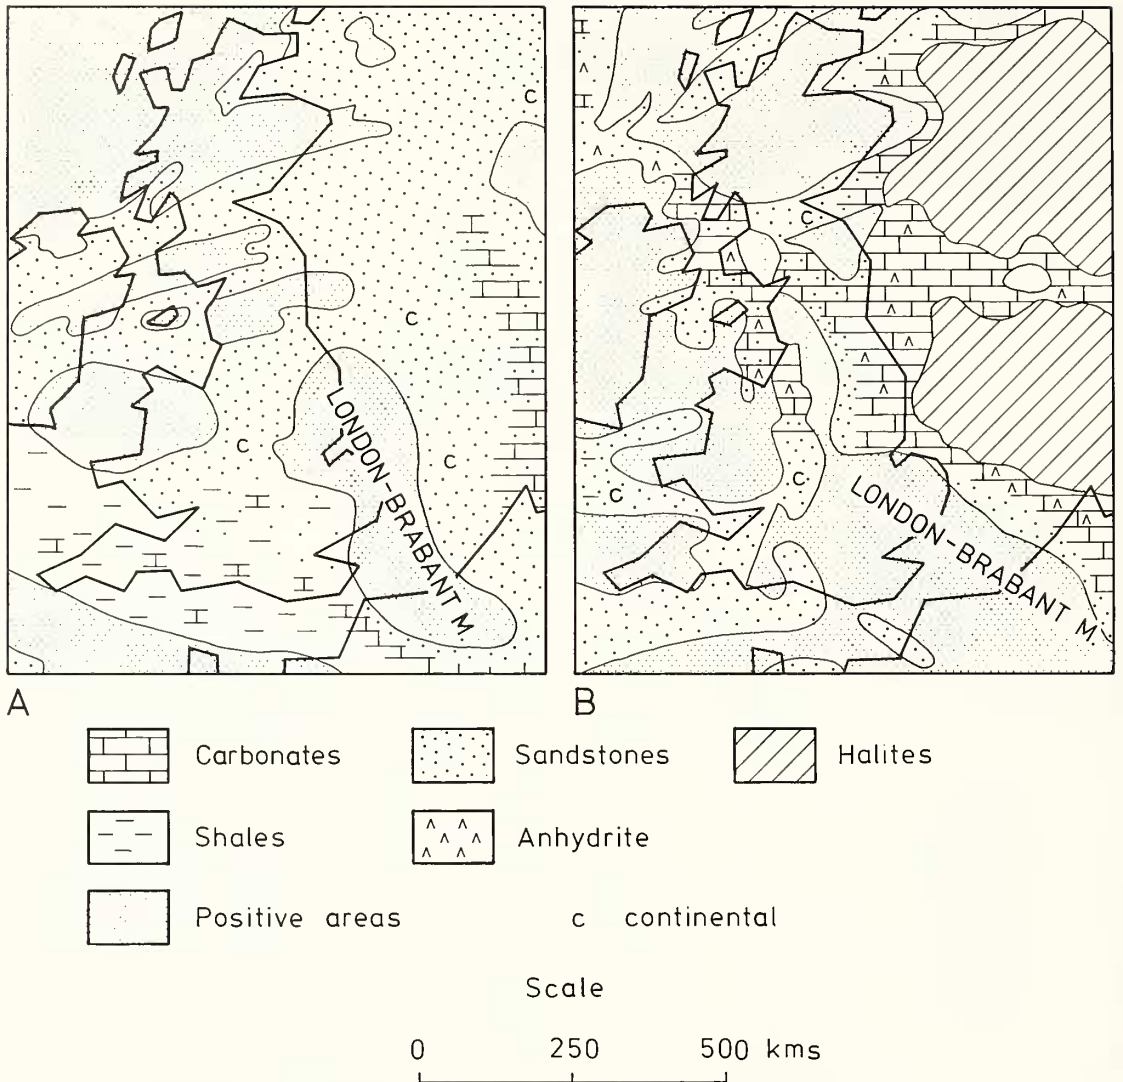 c
c
c
c
LONDON-BRABANT M
A
c
c
c
LONDON-BRABANT M
B
Carbonates
Sandstones
Halites
Shales
Anhydrite
Positive areas
c continental
Scale
0 250 500 kms